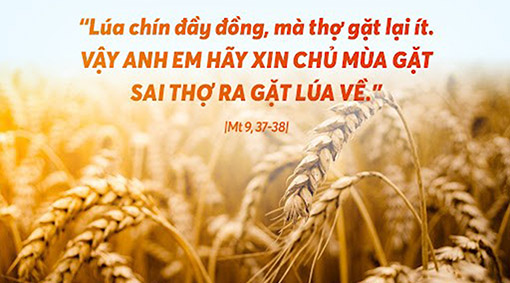 “Lúa chín đầy đồng, mà thợ gặt lại ít.
VẬY ANH EM HÃY XIN CHỦ MÙA GẶT
SAI THỢ RA GẶT LÚA VỀ.”
|Mt 9, 37-38|